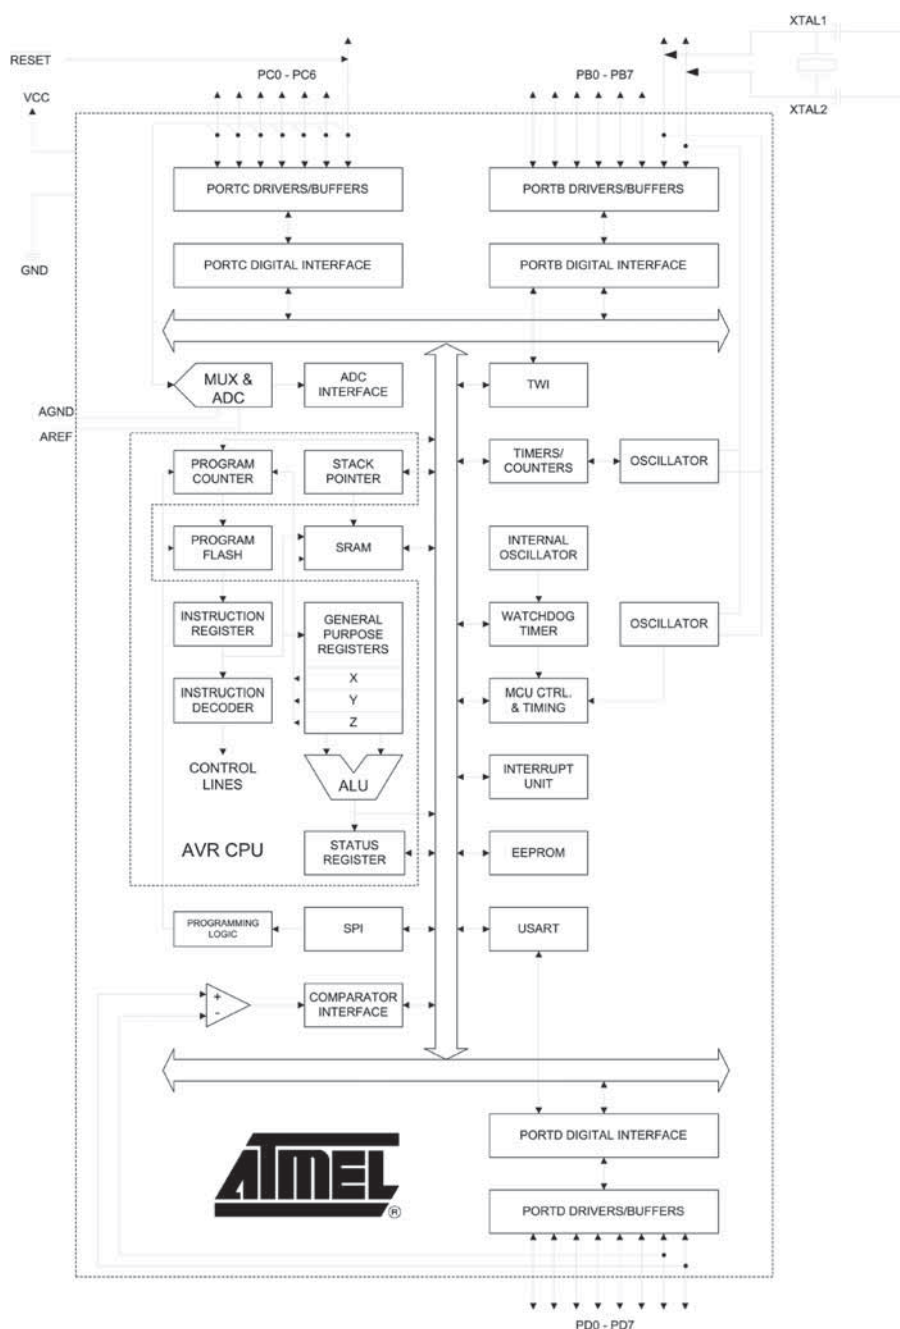 XTAL1
RESET
PC0 - PC6
PB0 - PB7
VCC
XTAL2
PORTC DRIVERS/BUFFERS
PORTB DRIVERS/BUFFERS
PORTC DIGITAL INTERFACE
PORTB DIGITAL INTERFACE
GND
MUX &
ADC
ADC
INTERFACE
TWI
AGND
AREF
PROGRAM
COUNTER
STACK
POINTER
TIMERS/
COUNTERS
OSCILLATOR
PROGRAM
FLASH
SRAM
INTERNAL
OSCILLATOR
INSTRUCTION
REGISTER
GENERAL
PURPOSE
REGISTERS
WATCHDOG
TIMER
OSCILLATOR
X
INSTRUCTION
DECODER
Y
MCU CTRL.
& TIMING
Z
CONTROL
LINES
ALU
INTERRUPT
UNIT
AVR CPU
STATUS
REGISTER
EEPROM
PROGRAMMING
LOGIC
SPI
USART
+
-
COMPARATOR
INTERFACE
PORTD DIGITAL INTERFACE
ATMEL ®
PORTD DRIVERS/BUFFERS
PD0 - PD7